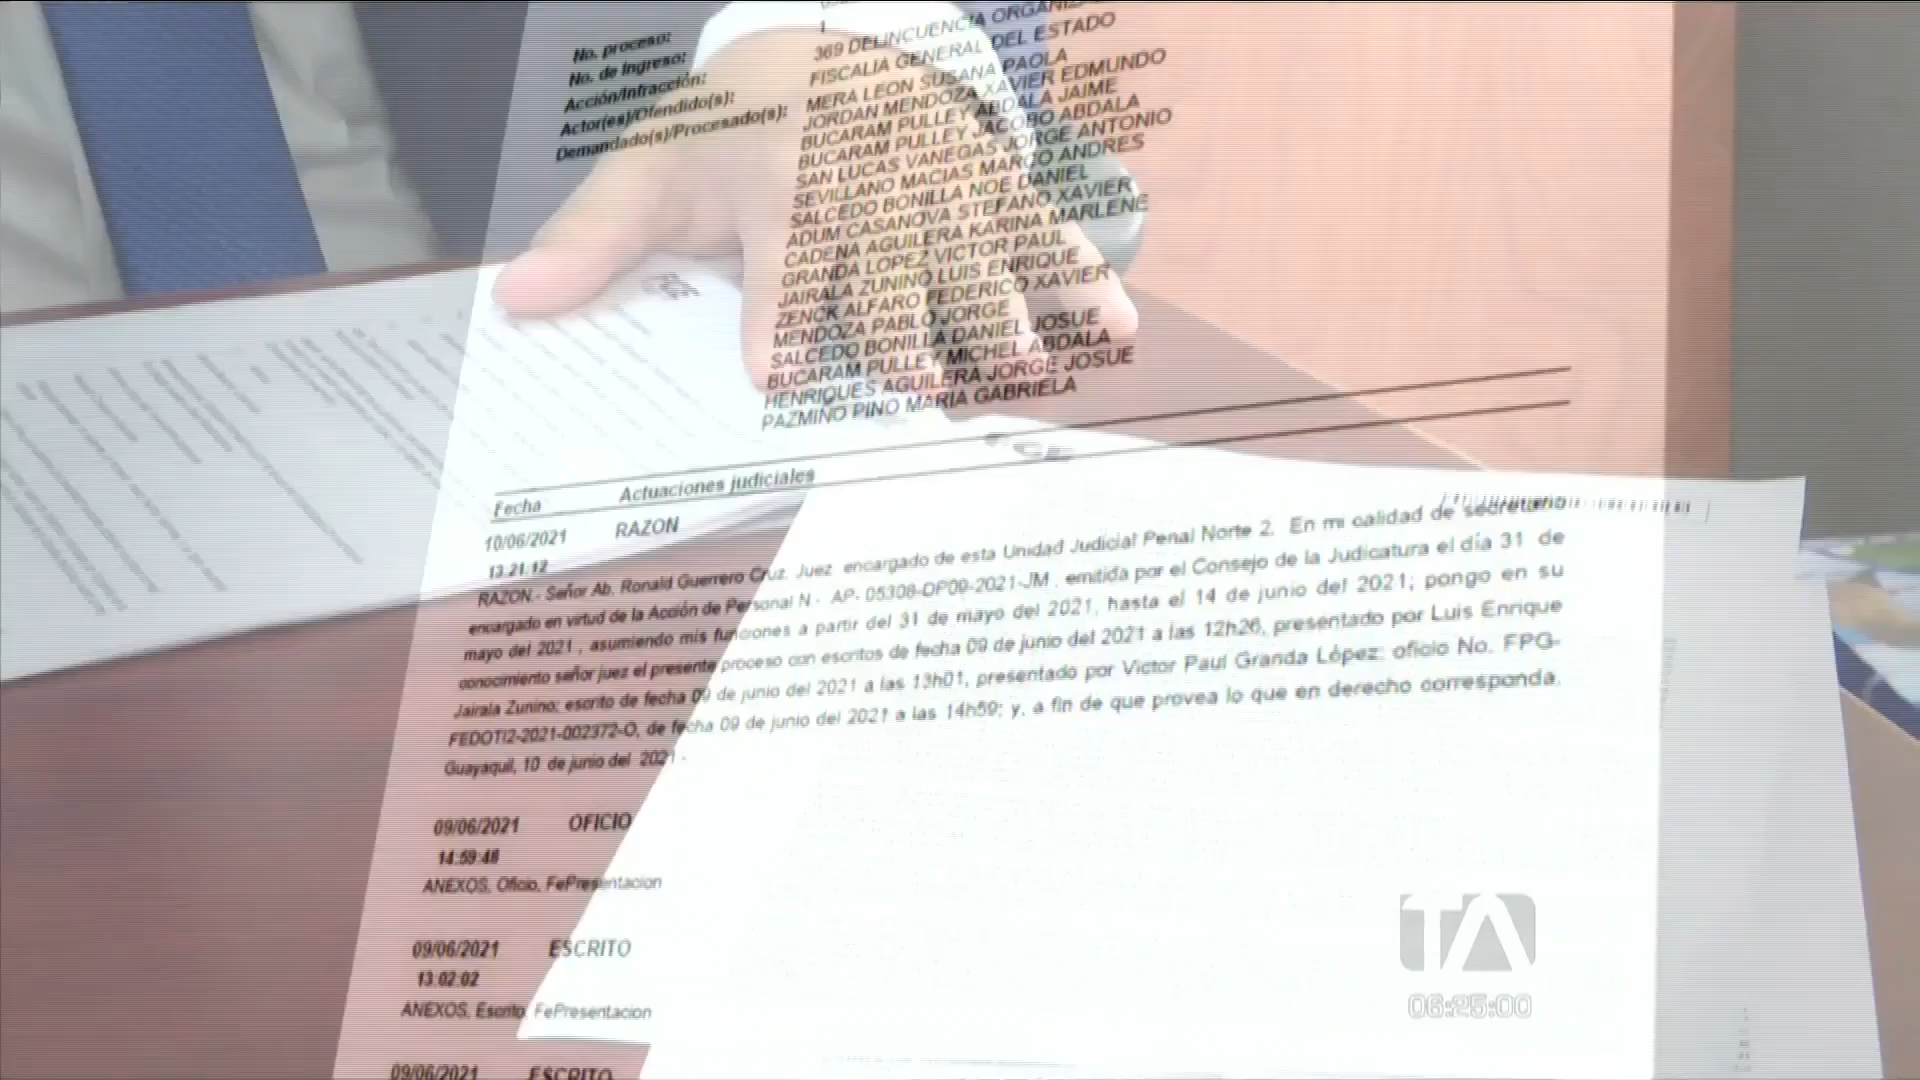 No. proceso:
No. de Ingreso:
1
Acción/Infracción:
369 DELINCUENCIA
Actor(es)/Ofendido(s):
FISCALIA GENERAL DEL ESTADO
Demandado(s)/Procesado(s):
MERA LEON SUSANA PAOLA
JORDAN MENDOZA XAVIER EDMUNDO
BUCARAM PULLEY ABDALA JAIME
BUCARAM PULLEY JACOBO ABDALA
SAN LUCAS VANEGAS JORGE ANTONIO
SEVILLANO MACIAS MARCO ANDRES
SALCEDO BONILLA NOE DANIEL
ADUM CASANOVA STEFANO XAVIER
CADENA AGUILERA KARINA MARLENE
GRANDA LOPEZ VICTOR PAUL
JAIRALA ZUNINO LUIS ENRIQUE
ZENCK ALFARO FEDERICO XAVIER
MENDOZA PABLO JORGE
SALCEDO BONILLA DANIEL JOSUE
BUCARAM PULLEY MICHEL ABDALA
HENRIQUES AGUILERA JORGE JOSUE
PAZMIÑO PINO MARIA GABRIELA
Fecha Actuaciones judiciales
10/06/2021 RAZON
13:21:12
RAZON.- Señor Ab. Ronald Guerrero Cruz, Juez encargado de esta Unidad Judicial Penal Norte 2. En mi calidad de secretario
encargado en virtud de la Acción de Personal N - AP- 05308-DP09-2021-JM , emitida por el Consejo de la Judicatura el día 31 de
mayo del 2021 , asumiendo mis funciones a partir del 31 de mayo del 2021, hasta el 14 de junio del 2021; pongo en su
conocimiento señor juez el presente proceso con escritos de fecha 09 de junio del 2021 a las 12h26, presentado por Luis Enrique
Jairala Zunino; escrito de fecha 09 de junio del 2021 a las 13h01, presentado por Victor Paul Granda López; oficio No. FPG-
FEDOTI2-2021-002372-O, de fecha 09 de junio del 2021 a las 14h59; y, a fin de que provea lo que en derecho corresponda.
Guayaquil, 10 de junio del 2021.-
09/06/2021 OFICIO
14:59:48
ANEXOS, Oficio, FePresentacion
09/06/2021 ESCRITO
13:02:02
ANEXOS, Escrito, FePresentacion
09/06/2021 ESCRITO
TA
06:25:00